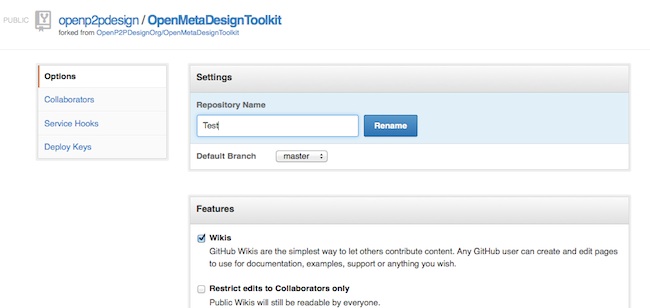 PUBLIC openp2pdesign / OpenMetaDesignToolkit
forked from OpenP2PDesignOrg/OpenMetaDesignToolkit
Options
Collaborators
Service Hooks
Deploy Keys
Settings
Repository Name
Test Rename
Default Branch master
Features
Wikis
GitHub Wikis are the simplest way to let others contribute content. Any GitHub user can create and edit pages
to use for documentation, examples, support or anything you wish.
Restrict edits to Collaborators only
Public Wikis will still be readable by everyone.